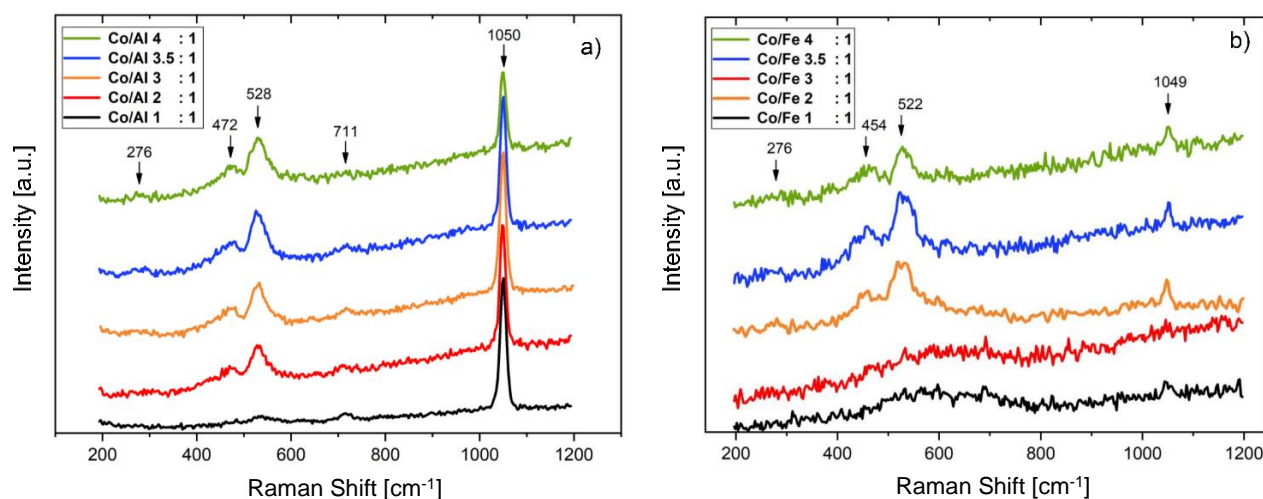 Co/Al 4 : 1
Co/Al 3.5 : 1
Co/Al 3 : 1
Co/Al 2 : 1
Co/Al 1 : 1
a)
1050
528
472
276
711
Intensity [a.u.]
200 400 600 800 1000 1200
Raman Shift [cm⁻¹]
Co/Fe 4 : 1
Co/Fe 3.5 : 1
Co/Fe 3 : 1
Co/Fe 2 : 1
Co/Fe 1 : 1
b)
1049
522
454
276
Intensity [a.u.]
200 400 600 800 1000 1200
Raman Shift [cm⁻¹]